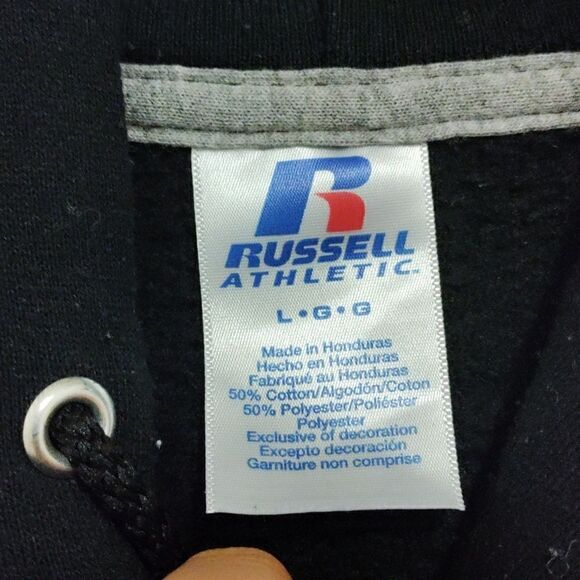 R
RUSSELL
ATHLETIC
L•G•G
Made in Honduras
Hecho en Honduras
Fabriqué au Honduras
50% Cotton/Algodón/Coton
50% Polyester/Poliéster
Polyester
Exclusive of decoration
Excepto decoración
Garniture non comprise